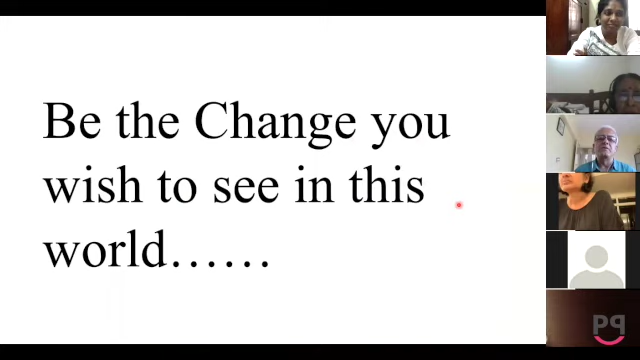 Be the Change you
wish to see in this
world……